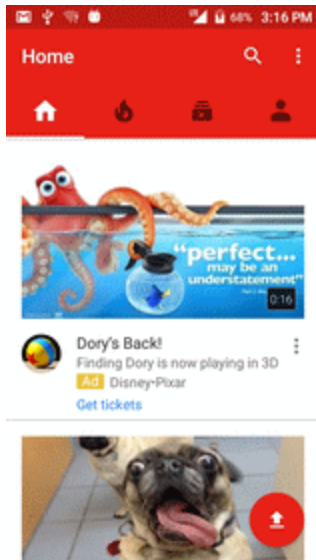 68% 3:16 PM
Home
"perfect...
may be an
understatement"
0:16
Dory's Back!
Finding Dory is now playing in 3D
Ad Disney•Pixar
Get tickets